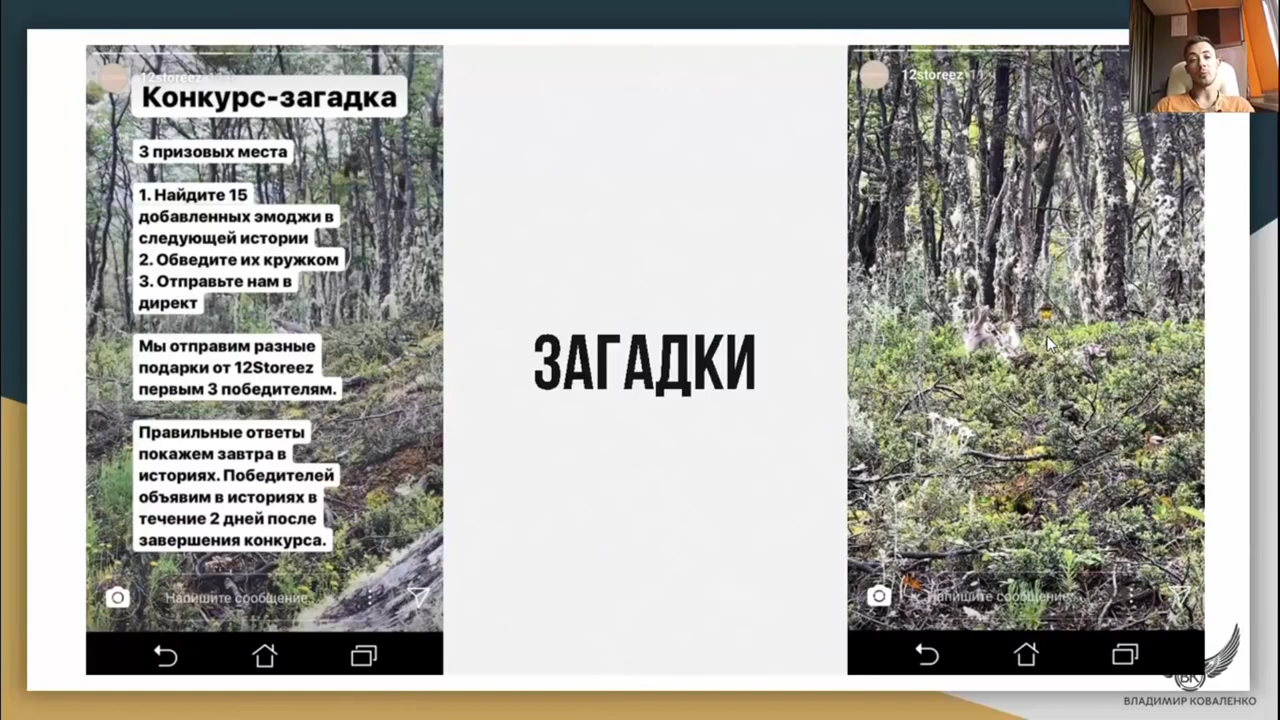 12storeez
Конкурс-загадка
3 призовых места
1. Найдите 15
добавленных эмоджи в
следующей истории
2. Обведите их кружком
3. Отправьте нам в
директ
Мы отправим разные
подарки от 12Storeez
первым 3 победителям.
Правильные ответы
покажем завтра в
историях. Победителей
объявим в историях в
течение 2 дней после
завершения конкурса.
Напишите сообщение...
ЗАГАДКИ
12storeez
Напишите сообщение...
ВК
ВЛАДИМИР КОВАЛЕНКО